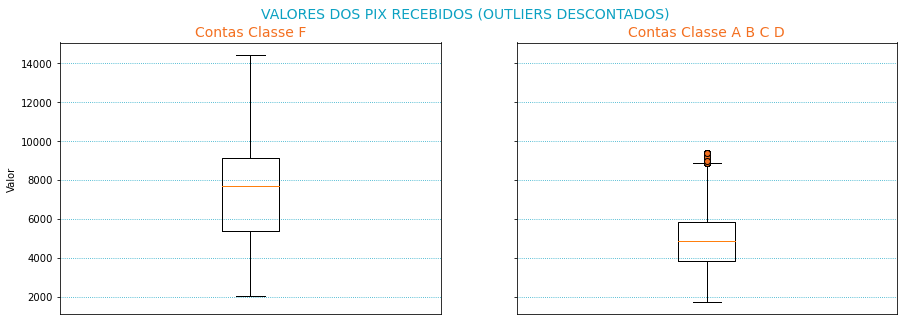 VALORES DOS PIX RECEBIDOS (OUTLIERS DESCONTADOS)
Contas Classe F
Contas Classe A B C D
14000
12000
10000
8000
6000
4000
2000
Valor